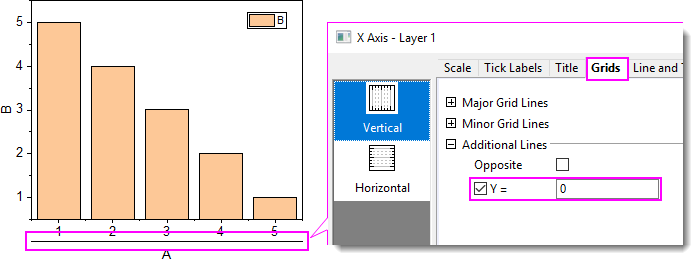 5
4
3
2
1
B
B
1 2 3 4 5
A
X Axis - Layer 1
Scale Tick Labels Title Grids Line and
Vertical
Horizontal
Major Grid Lines
Minor Grid Lines
Additional Lines
Opposite
Y = 0